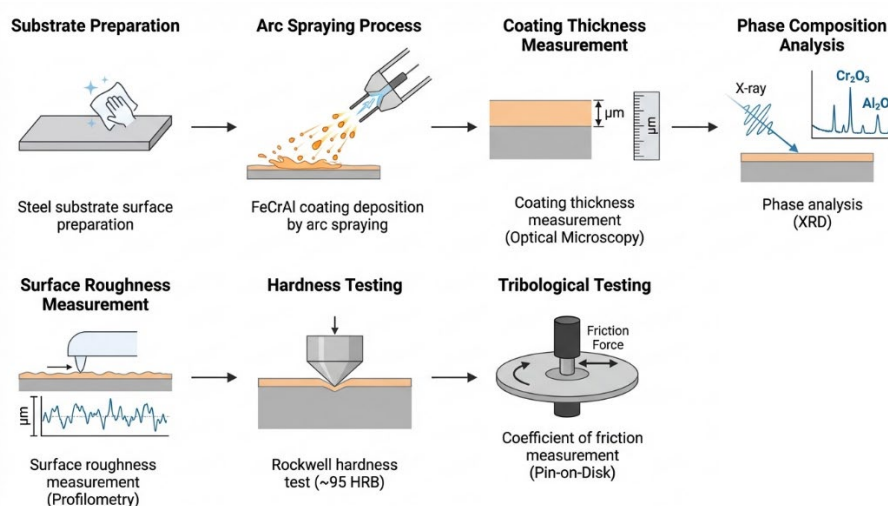 Substrate Preparation
Steel substrate surface
preparation
Arc Spraying Process
FeCrAl coating deposition
by arc spraying
Coating Thickness
Measurement
μm
μm
Coating thickness
measurement
(Optical Microscopy)
Phase Composition
Analysis
X-ray
Cr₂O₃
Al₂O
Phase analysis
(XRD)
Surface Roughness
Measurement
μm
Surface roughness
measurement
(Profilometry)
Hardness Testing
Rockwell hardness
test (~95 HRB)
Tribological Testing
Friction
Force
Coefficient of friction
measurement
(Pin-on-Disk)